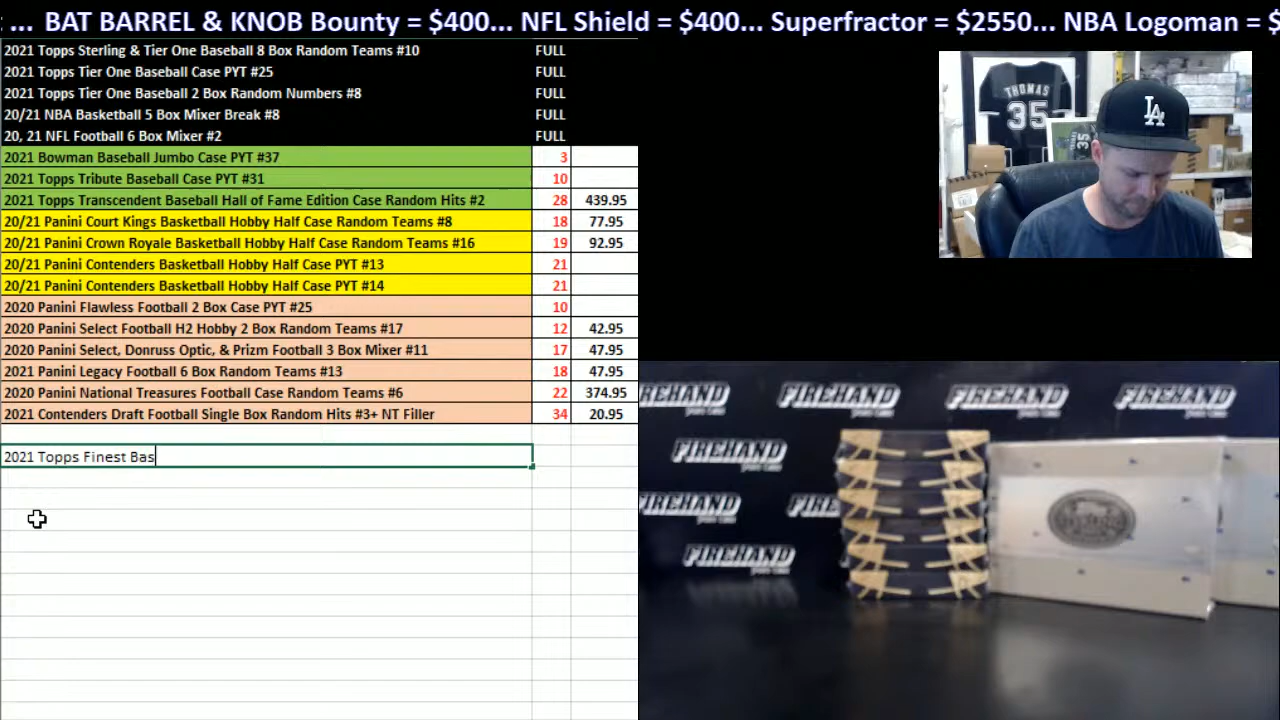 ... BAT BARREL & KNOB Bounty = $400... NFL Shield = $400... Superfractor = $2550... NBA Logoman = $
2021 Topps Sterling & Tier One Baseball 8 Box Random Teams #10 FULL
2021 Topps Tier One Baseball Case PYT #25 FULL
2021 Topps Tier One Baseball 2 Box Random Numbers #8 FULL
20/21 NBA Basketball 5 Box Mixer Break #8 FULL
20, 21 NFL Football 6 Box Mixer #2 FULL
2021 Bowman Baseball Jumbo Case PYT #37 3
2021 Topps Tribute Baseball Case PYT #31 10
2021 Topps Transcendent Baseball Hall of Fame Edition Case Random Hits #2 28 439.95
20/21 Panini Court Kings Basketball Hobby Half Case Random Teams #8 18 77.95
20/21 Panini Crown Royale Basketball Hobby Half Case Random Teams #16 19 92.95
20/21 Panini Contenders Basketball Hobby Half Case PYT #13 21
20/21 Panini Contenders Basketball Hobby Half Case PYT #14 21
2020 Panini Flawless Football 2 Box Case PYT #25 10
2020 Panini Select Football H2 Hobby 2 Box Random Teams #17 12 42.95
2020 Panini Select, Donruss Optic, & Prizm Football 3 Box Mixer #11 17 47.95
2021 Panini Legacy Football 6 Box Random Teams #13 18 47.95
2020 Panini National Treasures Football Case Random Teams #6 22 374.95
2021 Contenders Draft Football Single Box Random Hits #3+ NT Filler 34 20.95
2021 Topps Finest Bas
THOMAS
35
35
LA
FIREHAND FIREHAND FIREHAND FIREHAND
FIREHAND
FIREHAND
FIREHAND